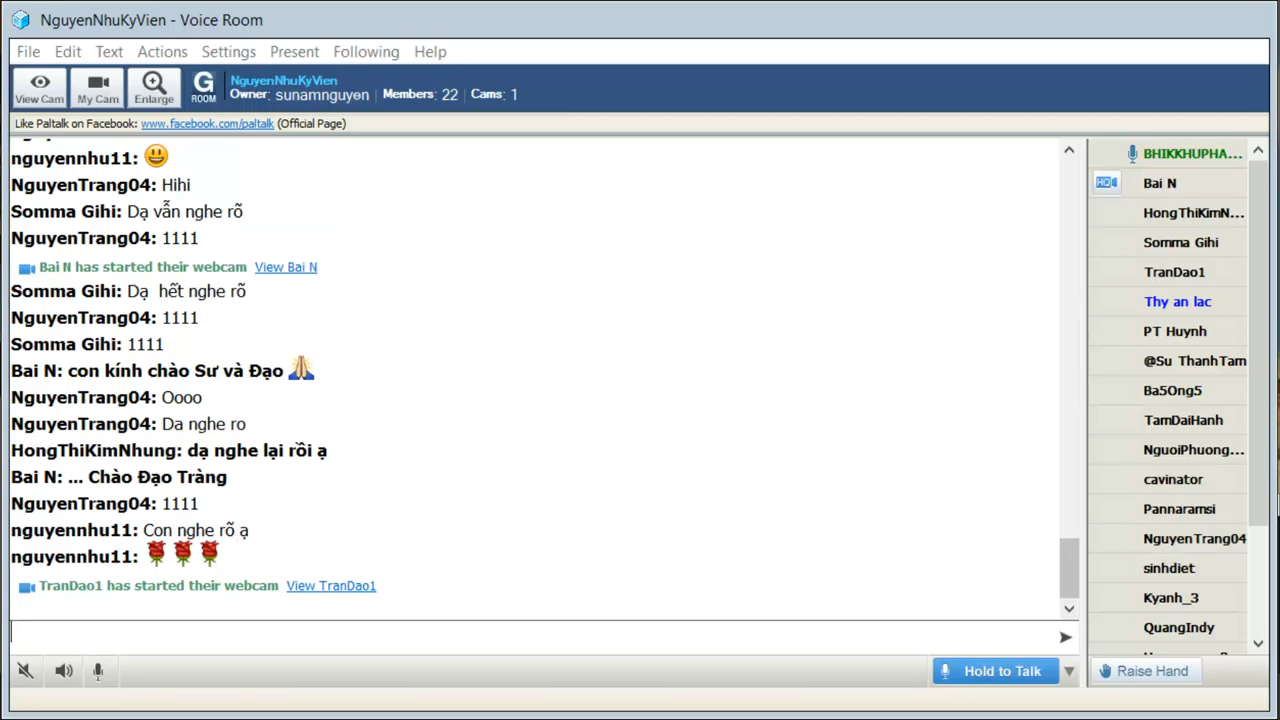 NguyenNhuKyVien - Voice Room
File Edit Text Actions Settings Present Following Help
View Cam
My Cam
Enlarge
G
ROOM
NguyenNhuKyVien
Owner: sunamnguyen Members: 22 Cams: 1
Like Paltalk on Facebook: www.facebook.com/paltalk (Official Page)
nguyennhu11: 😃
NguyenTrang04: Hihi
Somma Gihi: Dạ vẫn nghe rõ
NguyenTrang04: 1111
Bai N has started their webcam View Bai N
Somma Gihi: Dạ hết nghe rõ
NguyenTrang04: 1111
Somma Gihi: 1111
Bai N: con kính chào Sư và Đạo 🙏
NguyenTrang04: Oooo
NguyenTrang04: Da nghe ro
HongThiKimNhung: dạ nghe lại rồi ạ
Bai N: ... Chào Đạo Tràng
NguyenTrang04: 1111
nguyennhu11: Con nghe rõ ạ
nguyennhu11: 🌹🌹🌹
TranDao1 has started their webcam View TranDao1
Hold to Talk
BHIKKHUPHA...
HD
Bai N
HongThiKimN...
Somma Gihi
TranDao1
Thy an lac
PT Huynh
@Su ThanhTam
Ba5Ong5
TamDaiHanh
NguoiPhuong...
cavinator
Pannaramsi
NguyenTrang04
sinhdiet
Kyanh_3
QuangIndy
Raise Hand